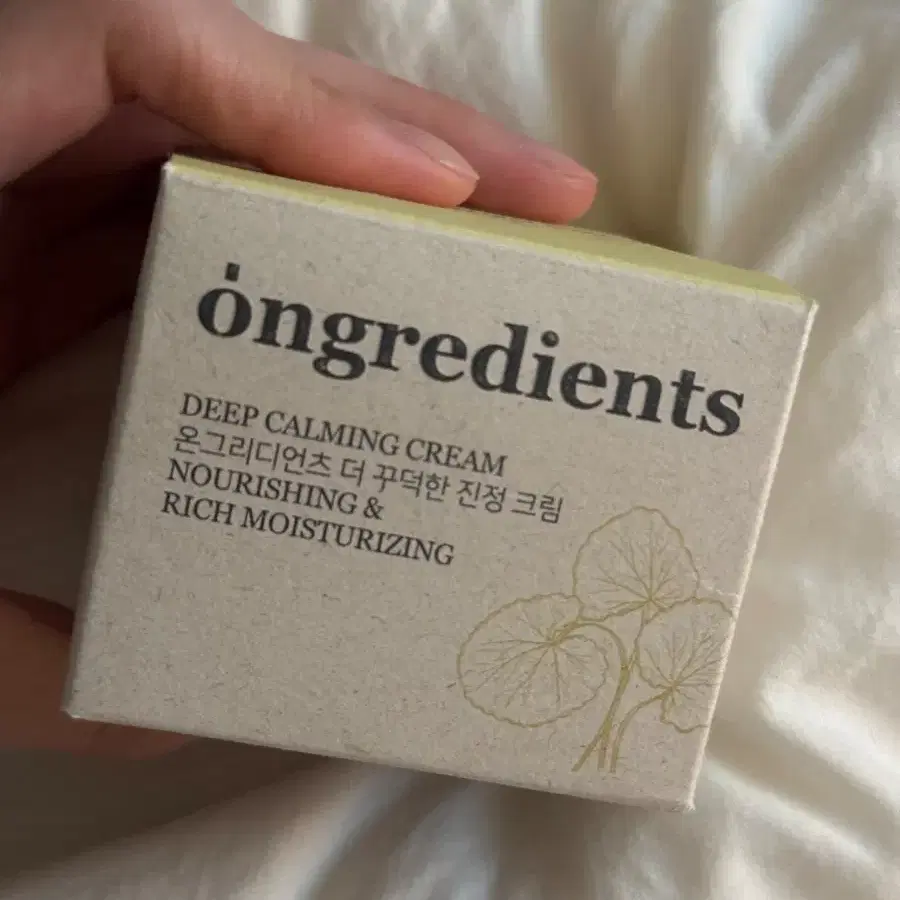 ongredients
DEEP CALMING CREAM
온그리디언츠 더 꾸덕한 진정 크림
NOURISHING &
RICH MOISTURIZING